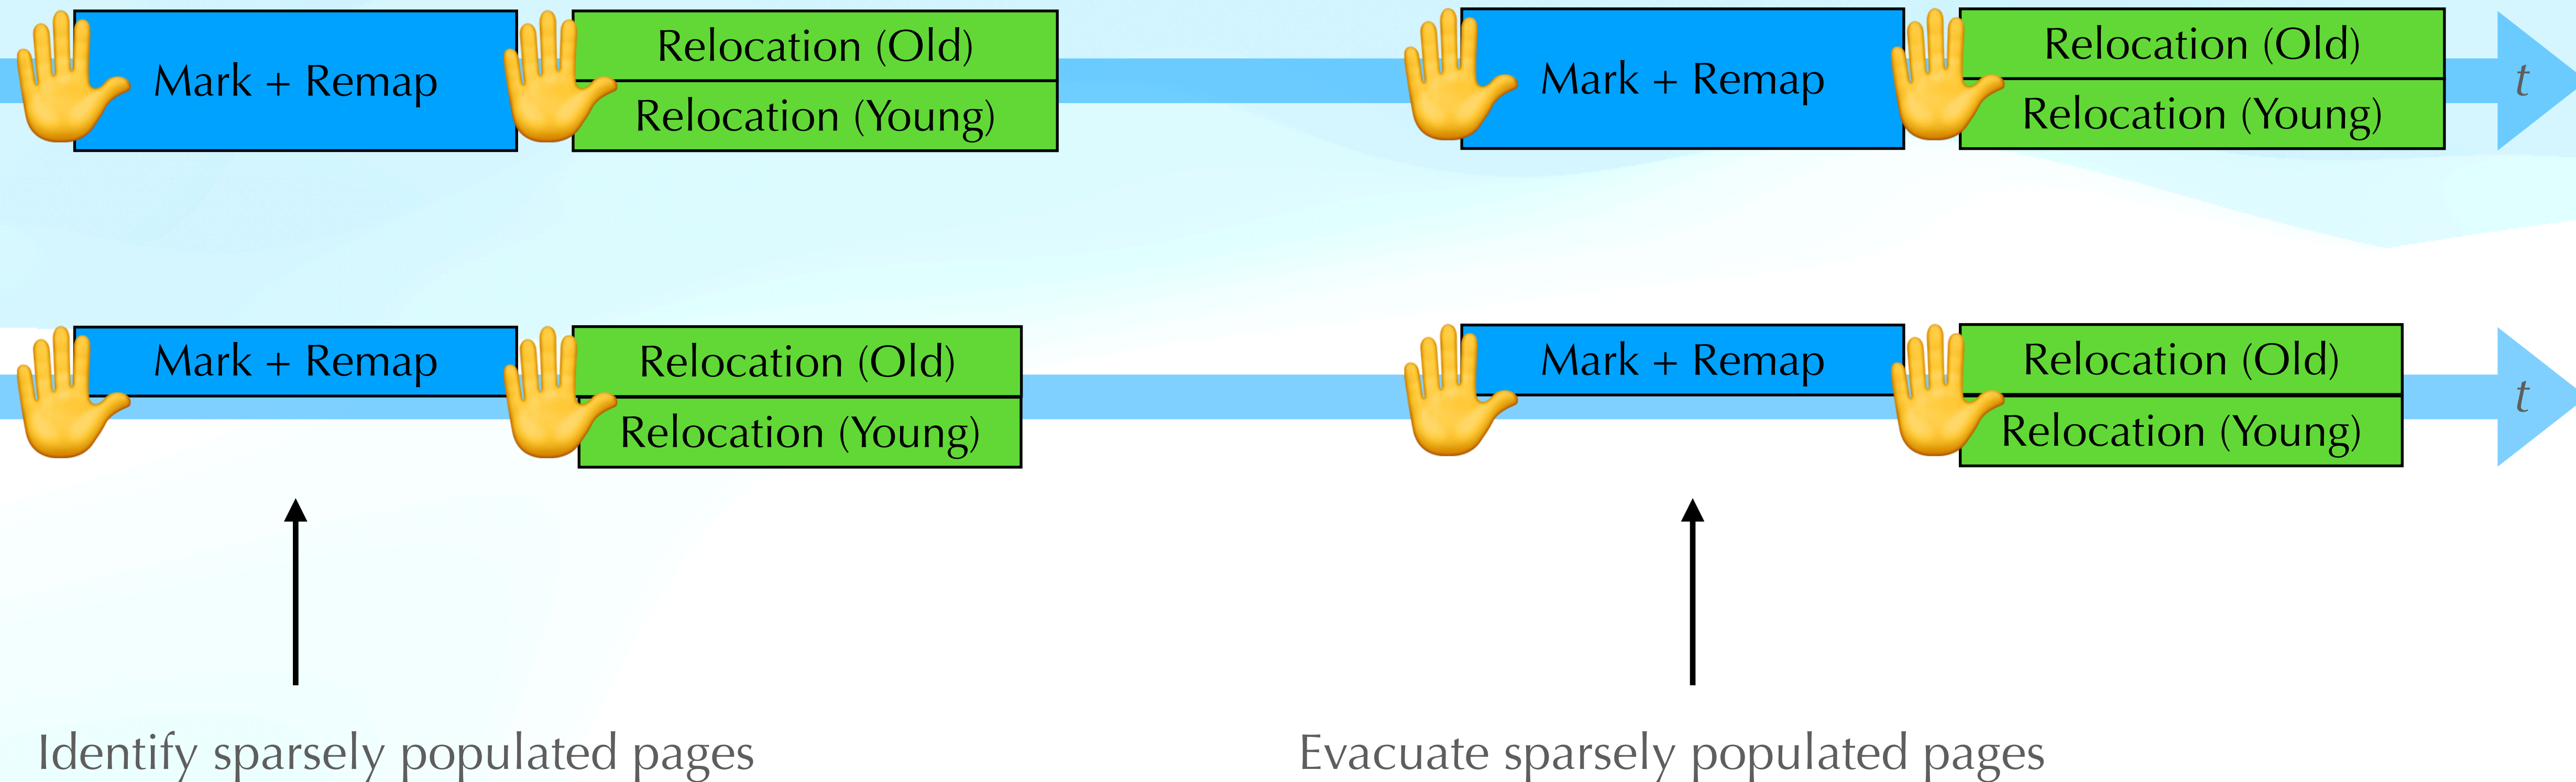 Mark + Remap
Relocation (Old)
Relocation (Young)
Mark + Remap
Relocation (Old)
Relocation (Young)
t
Mark + Remap
Relocation (Old)
Relocation (Young)
Mark + Remap
Relocation (Old)
Relocation (Young)
t
Identify sparsely populated pages
Evacuate sparsely populated pages